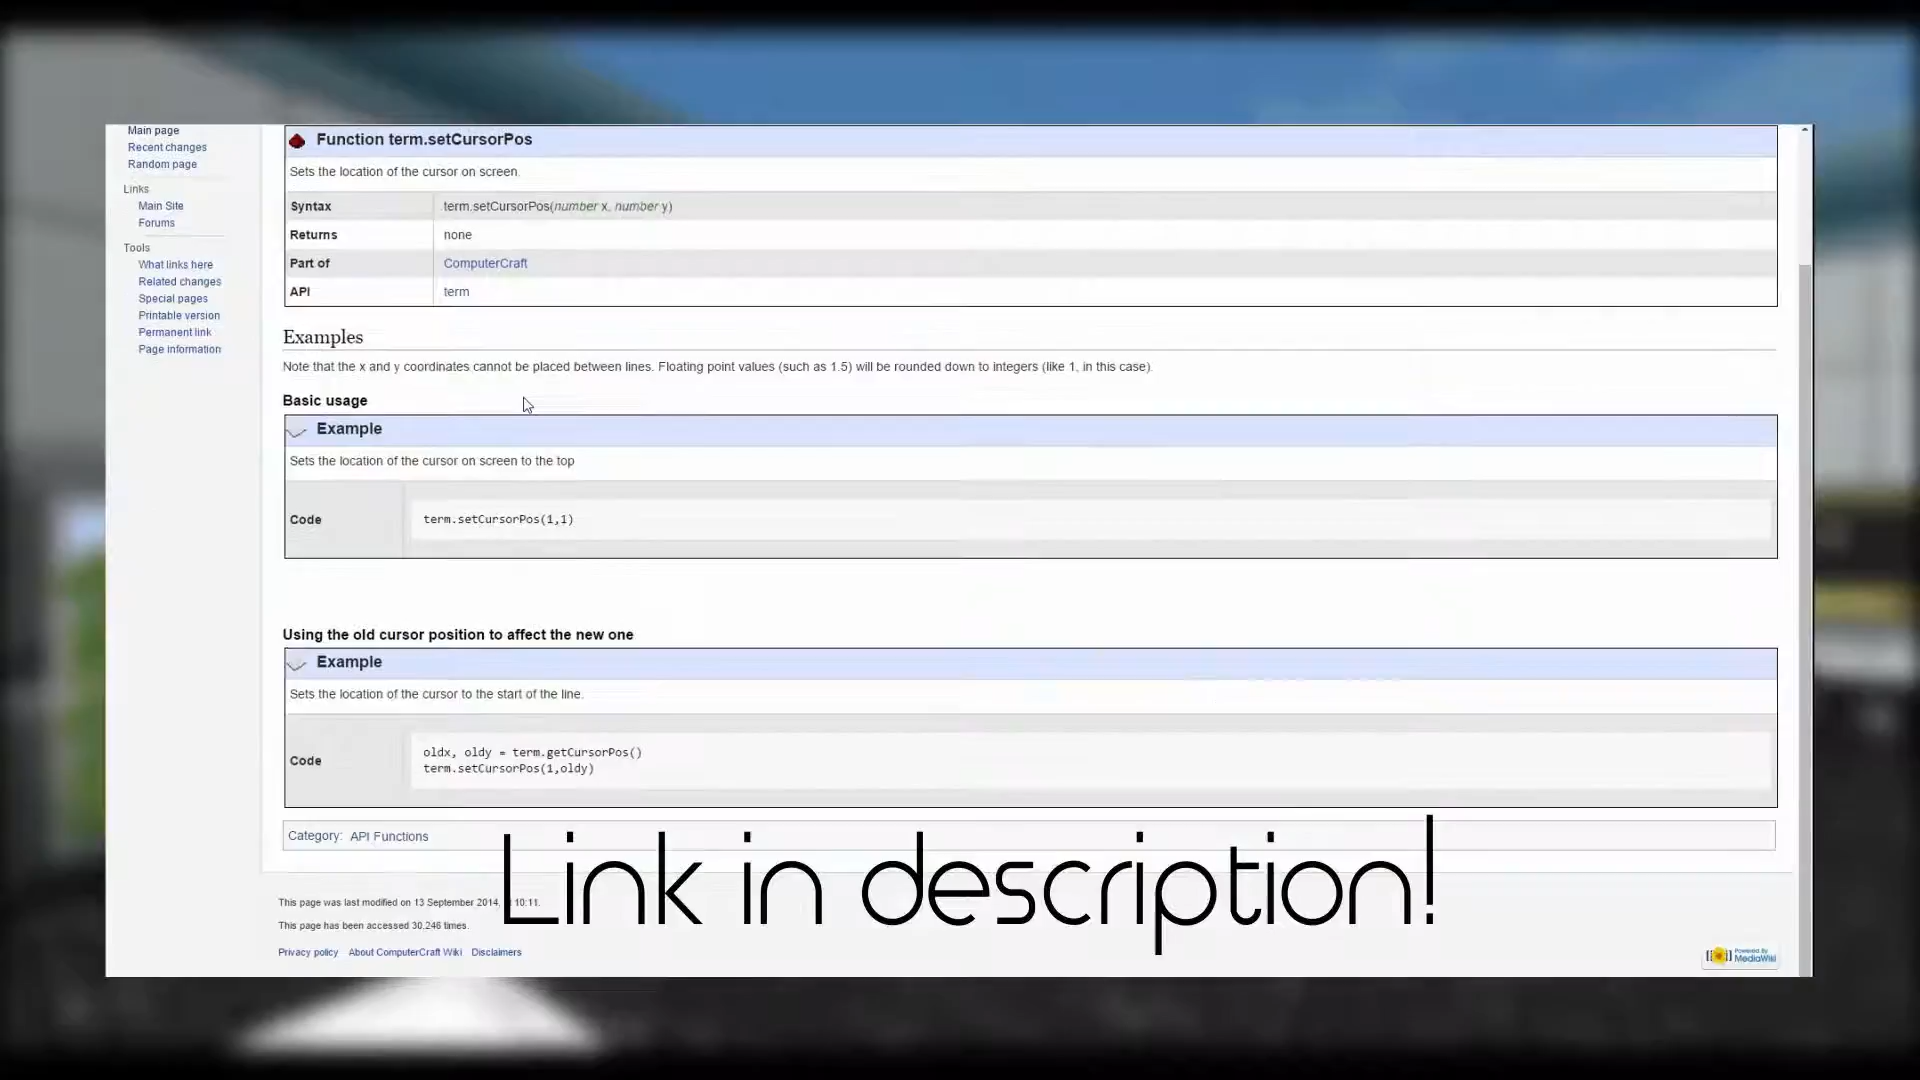 Main page
Recent changes
Random page
Links
Main Site
Forums
Tools
What links here
Related changes
Special pages
Printable version
Permanent link
Page information
Function term.setCursorPos
Sets the location of the cursor on screen.
Syntax term.setCursorPos(number x, number y)
Returns none
Part of ComputerCraft
API term
Examples
Note that the x and y coordinates cannot be placed between lines. Floating point values (such as 1.5) will be rounded down to integers (like 1, in this case).
Basic usage
Example
Sets the location of the cursor on screen to the top
Code term.setCursorPos(1,1)
Using the old cursor position to affect the new one
Example
Sets the location of the cursor to the start of the line.
Code
oldx, oldy = term.getCursorPos()
term.setCursorPos(1,oldy)
Category: API Functions
Link in description!
This page was last modified on 13 September 2014, 10:11.
This page has been accessed 30,246 times.
Privacy policy About ComputerCraft Wiki Disclaimers
Powered By
MediaWiki